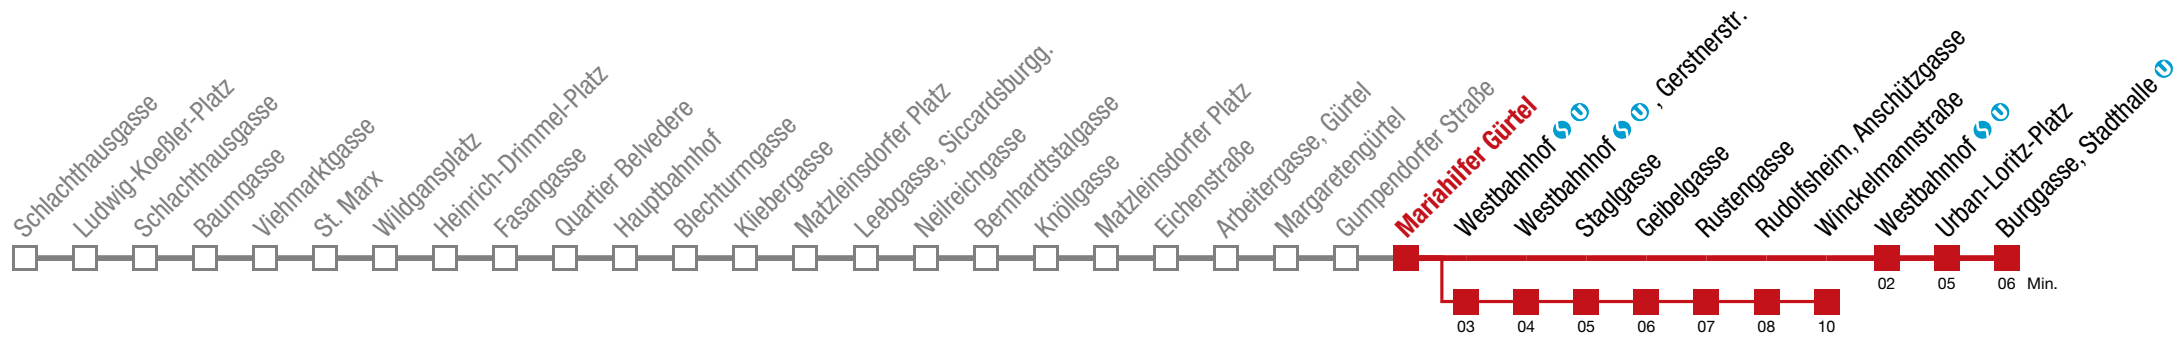 Schlachthausgasse
Ludwig-Koeßler-Platz
Schlachthausgasse
Baumgasse
Viehmarktgasse
St. Marx
Wildgansplatz
Heinrich-Drimmel-Platz
Fasangasse
Quartier Belvedere
Hauptbahnhof
Blechturmgasse
Kliebergasse
Matzleinsdorfer Platz
Leebgasse, Siccardsburgg.
Neilreichgasse
Bernhardtstalgasse
Knöllgasse
Matzleinsdorfer Platz
Eichenstraße
Arbeitergasse, Gürtel
Margaretengürtel
Gumpendorfer Straße
Mariahilfer Gürtel
Westbahnhof S U
Westbahnhof S U , Gerstnerstr.
Staglgasse
Geibelgasse
Rustengasse
Rudolfsheim, Anschützgasse
Winckelmannstraße
Westbahnhof S U
Urban-Loritz-Platz
Burggasse, Stadthalle U
02 05 06 Min.
03 04 05 06 07 08 10